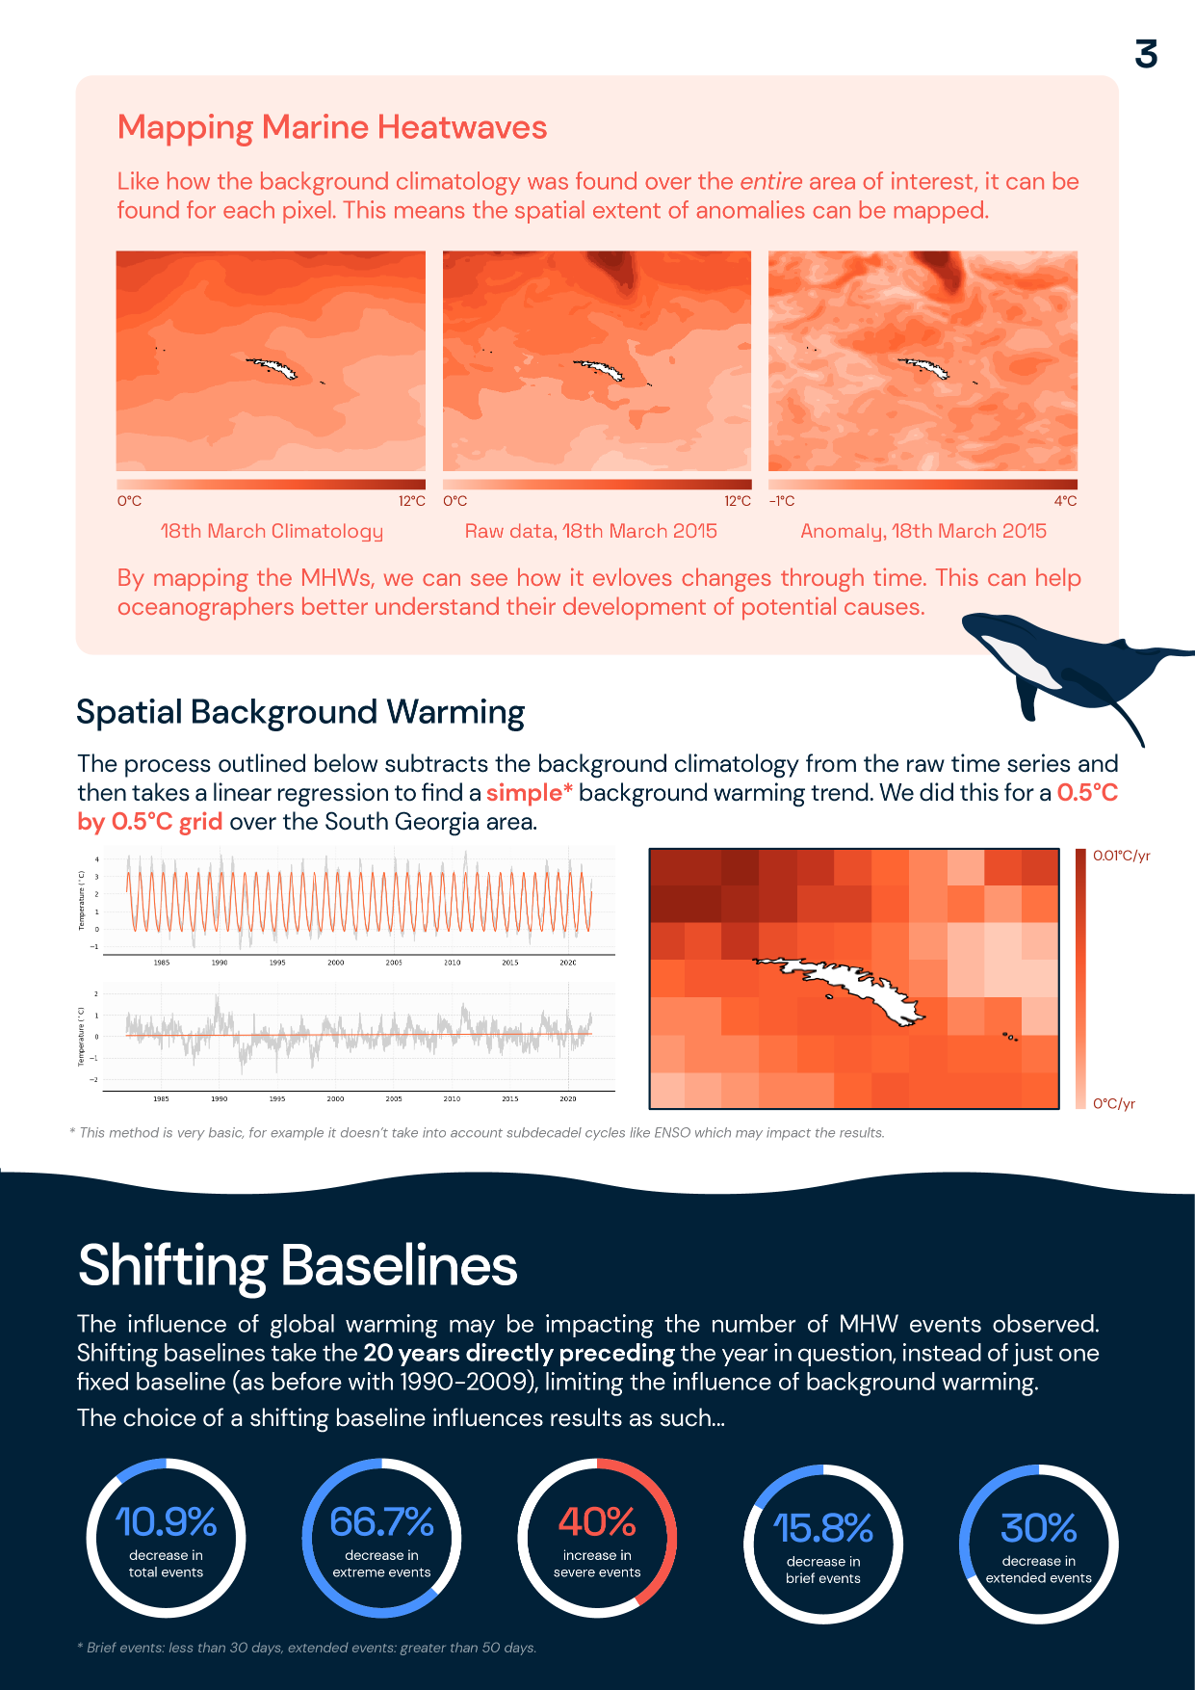 3
Mapping Marine Heatwaves
Like how the background climatology was found over the entire area of interest, it can be
found for each pixel. This means the spatial extent of anomalies can be mapped.
0°C 12°C 0°C 12°C -1°C 4°C
18th March Climatology Raw data, 18th March 2015 Anomaly, 18th March 2015
By mapping the MHWs, we can see how it evloves changes through time. This can help
oceanographers better understand their development of potential causes.
Spatial Background Warming
The process outlined below subtracts the background climatology from the raw time series and
then takes a linear regression to find a simple* background warming trend. We did this for a 0.5°C
by 0.5°C grid over the South Georgia area.
Temperature (°C)
4
3
2
1
0
−1
1985 1990 1995 2000 2005 2010 2015 2020
Temperature (°C)
2
1
0
−1
−2
1985 1990 1995 2000 2005 2010 2015 2020
0.01°C/yr
0°C/yr
* This method is very basic, for example it doesn't take into account subdecadel cycles like ENSO which may impact the results.
Shifting Baselines
The influence of global warming may be impacting the number of MHW events observed.
Shifting baselines take the 20 years directly preceding the year in question, instead of just one
fixed baseline (as before with 1990-2009), limiting the influence of background warming.
The choice of a shifting baseline influences results as such...
10.9%
decrease in
total events
66.7%
decrease in
extreme events
40%
increase in
severe events
15.8%
decrease in
brief events
30%
decrease in
extended events
* Brief events: less than 30 days, extended events: greater than 50 days.